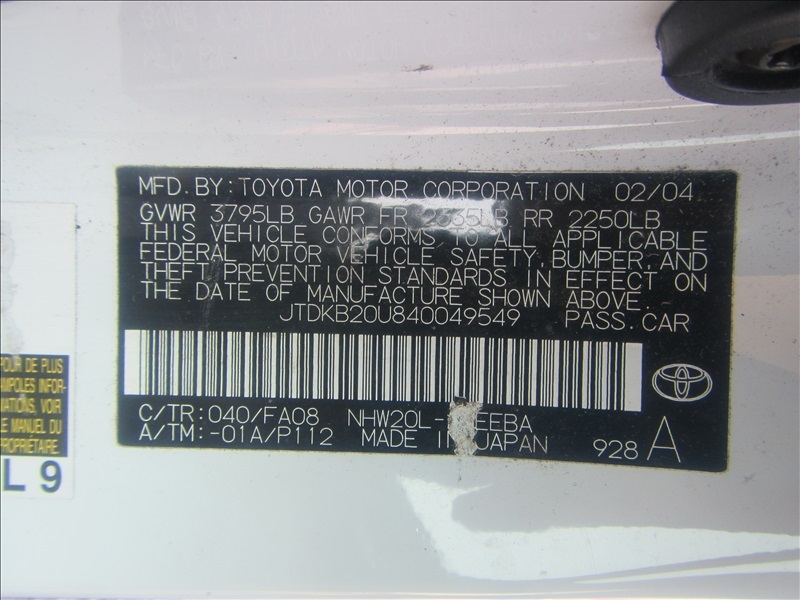 MFD. BY: TOYOTA MOTOR CORPORATION 02/04
GVWR 3795LB GAWR FR 2335LB RR 2250LB
THIS VEHICLE CONFORMS TO ALL APPLICABLE
FEDERAL MOTOR VEHICLE SAFETY, BUMPER, AND
THEFT PREVENTION STANDARDS IN EFFECT ON
THE DATE OF MANUFACTURE SHOWN ABOVE.
JTDKB20U840049549 PASS. CAR
C/TR: 040/FA08
A/TM: -01A/P112 MADE IN JAPAN 928 A
POUR DE PLUS
AMPOLES INFOR-
MATIONS, VOIR
LE MANUEL DU
PROPRIÉTAIRE
L 9